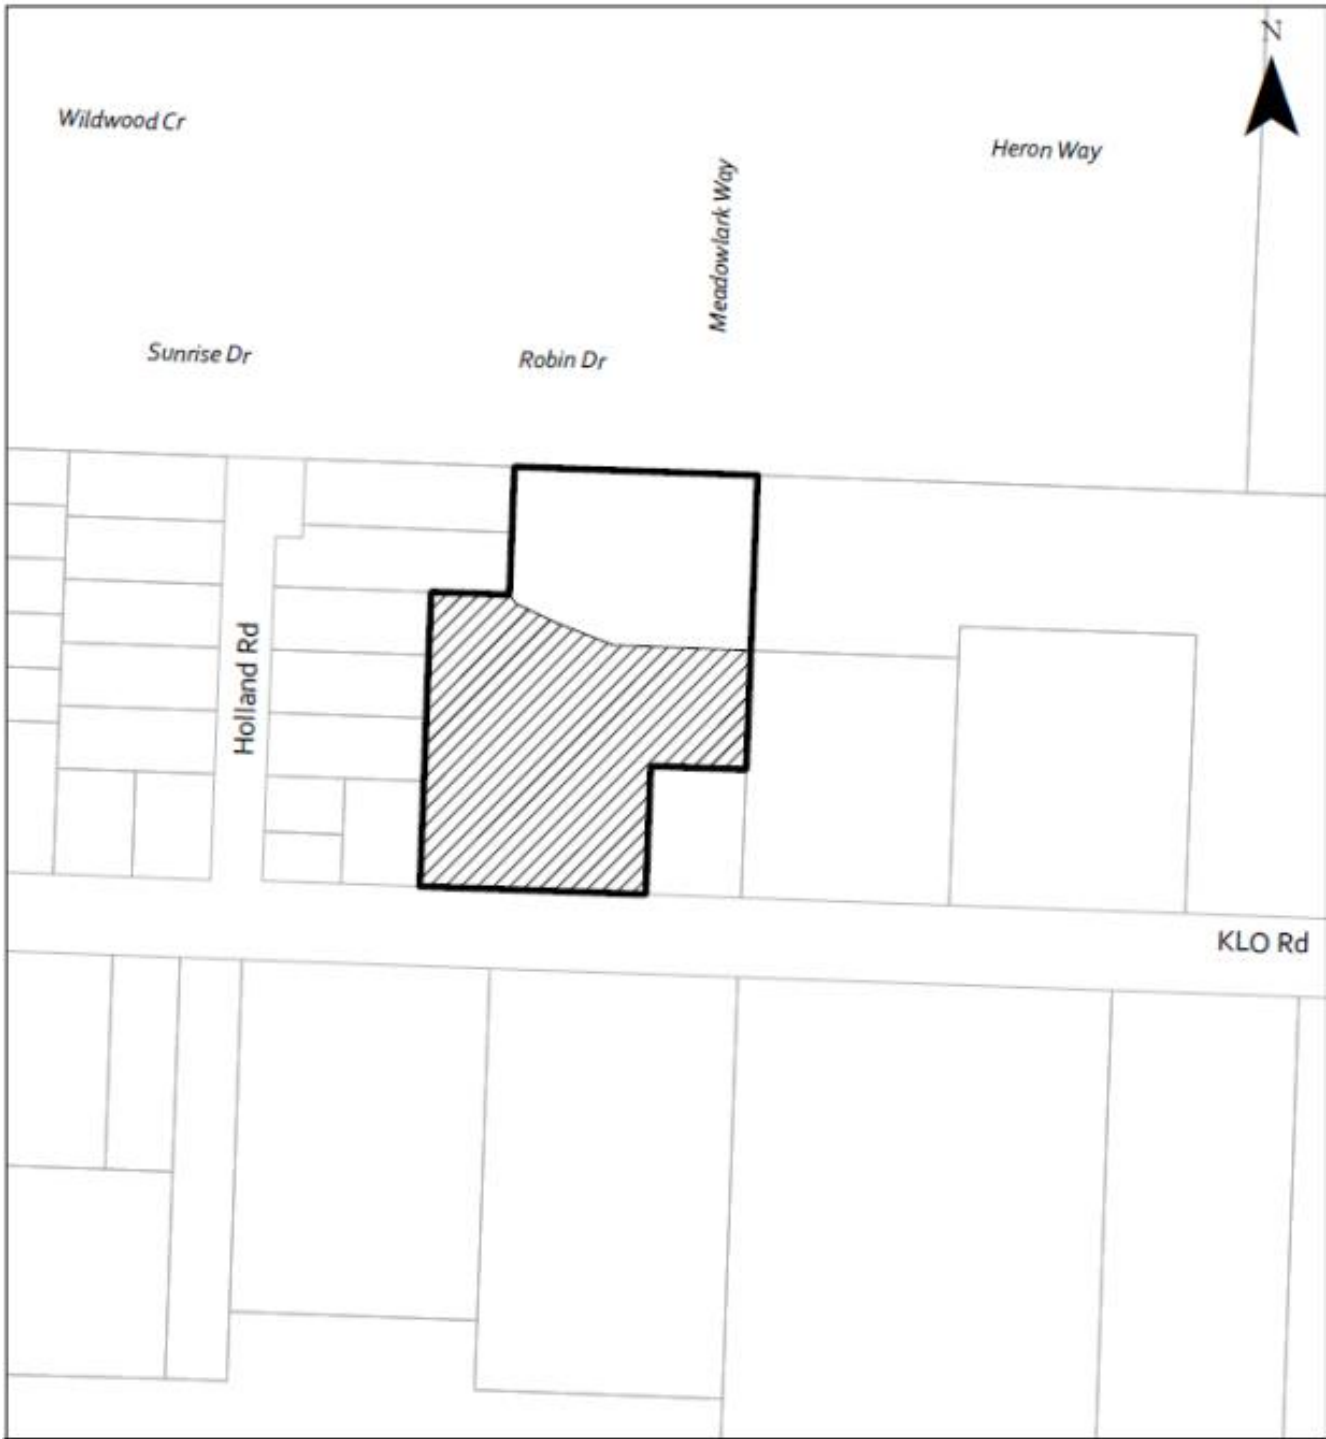 N
Wildwood Cr
Heron Way
Meadowlark Way
Sunrise Dr
Robin Dr
Holland Rd
KLO Rd